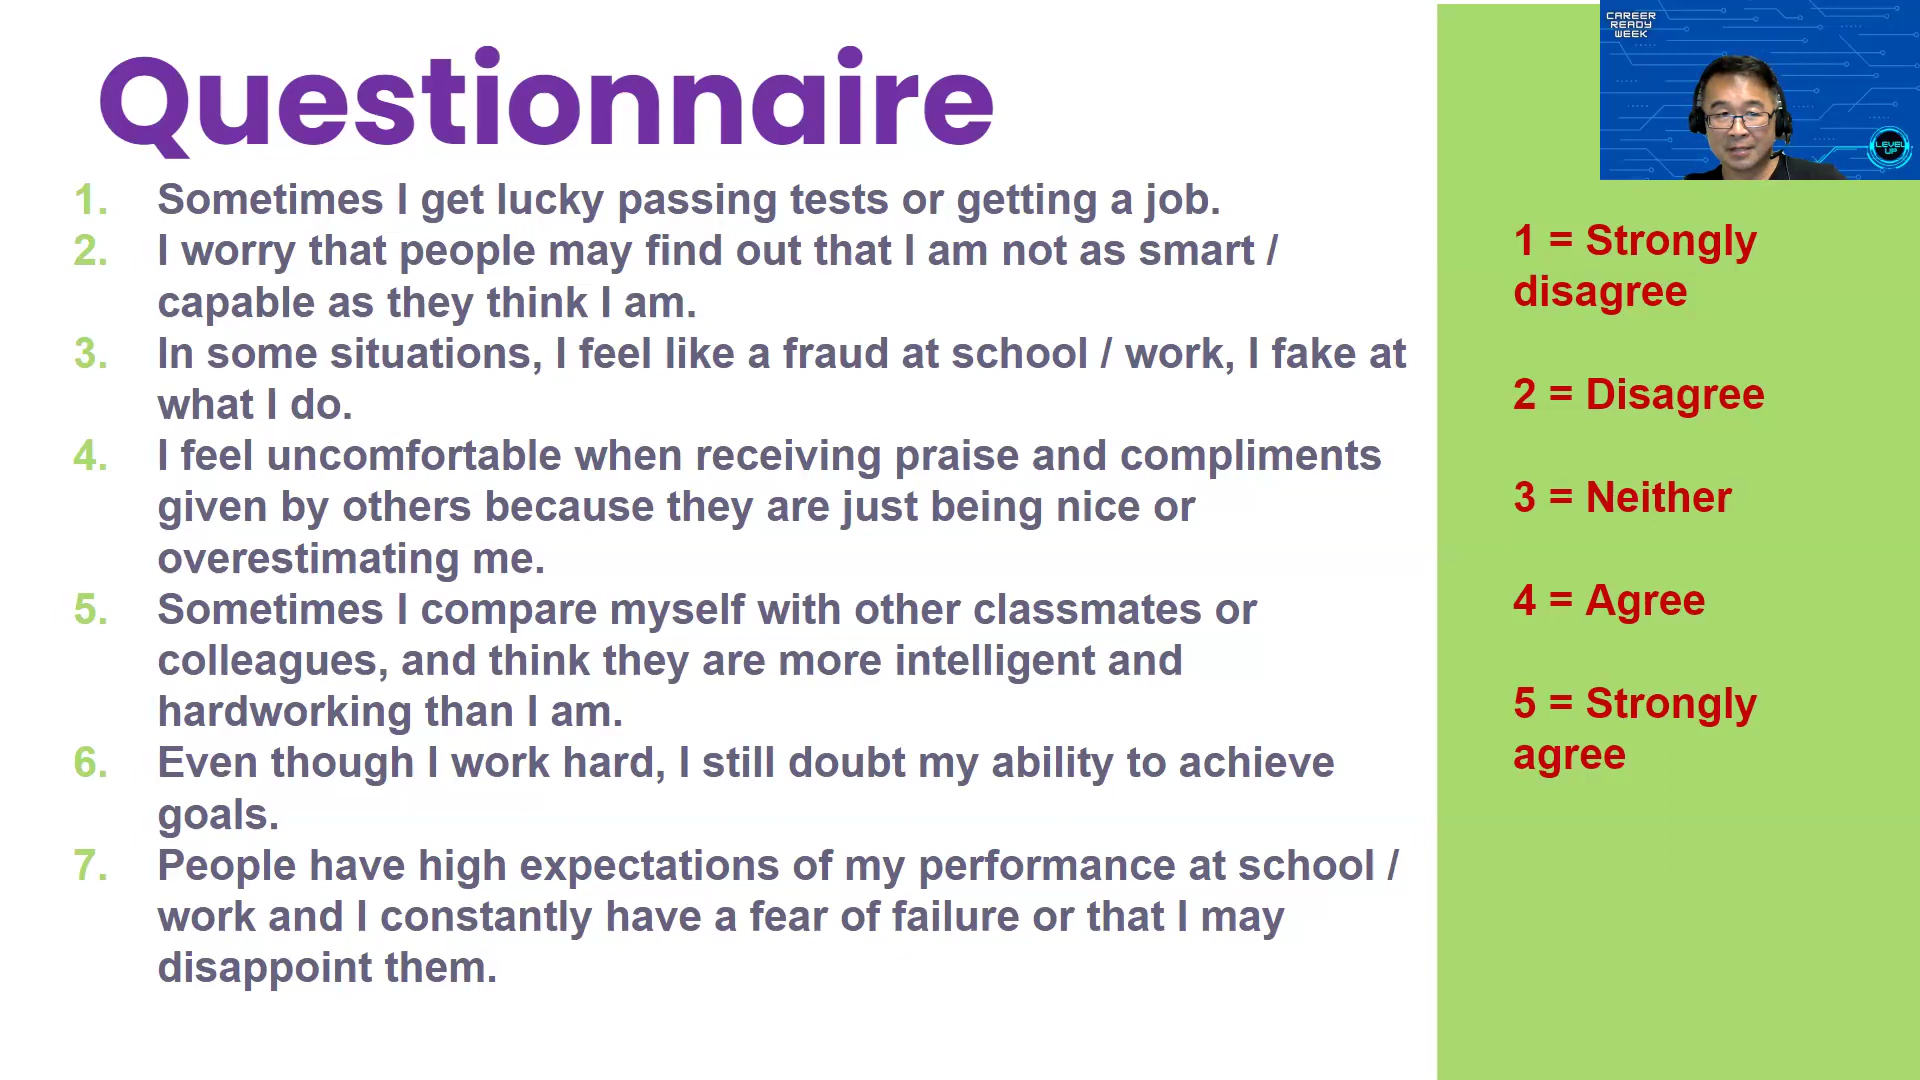 Questionnaire
1. Sometimes I get lucky passing tests or getting a job.
2. I worry that people may find out that I am not as smart /
capable as they think I am.
3. In some situations, I feel like a fraud at school / work, I fake at
what I do.
4. I feel uncomfortable when receiving praise and compliments
given by others because they are just being nice or
overestimating me.
5. Sometimes I compare myself with other classmates or
colleagues, and think they are more intelligent and
hardworking than I am.
6. Even though I work hard, I still doubt my ability to achieve
goals.
7. People have high expectations of my performance at school /
work and I constantly have a fear of failure or that I may
disappoint them.
CAREER
READY
WEEK
LEVEL
UP
1 = Strongly
disagree
2 = Disagree
3 = Neither
4 = Agree
5 = Strongly
agree